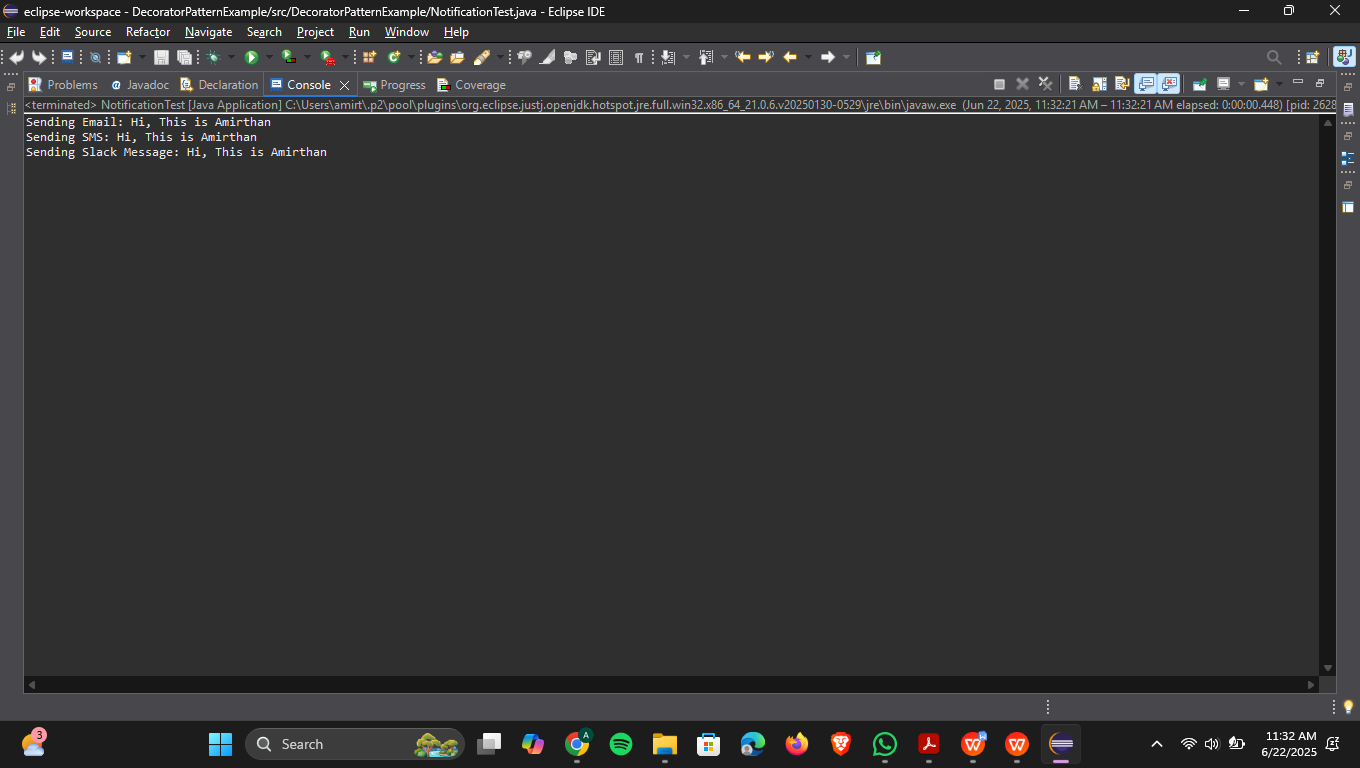 eclipse-workspace - DecoratorPatternExample/src/DecoratorPatternExample/NotificationTest.java - Eclipse IDE
File Edit Source Refactor Navigate Search Project Run Window Help
Problems @ Javadoc Declaration Console Progress Coverage
<terminated> NotificationTest [Java Application] C:\Users\amirt\.p2\pool\plugins\org.eclipse.justj.openjdk.hotspot.jre.full.win32.x86_64_21.0.6.v20250130-0529\jre\bin\javaw.exe (Jun 22, 2025, 11:32:21 AM – 11:32:21 AM elapsed: 0:00:00.448) [pid: 2628
Sending Email: Hi, This is Amirthan
Sending SMS: Hi, This is Amirthan
Sending Slack Message: Hi, This is Amirthan
3
Search
A
11:32 AM
6/22/2025